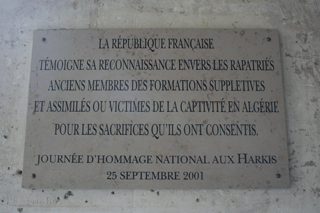 LA RÉPUBLIQUE FRANÇAISE
TÉMOIGNE SA RECONNAISSANCE ENVERS LES RAPATRIÉS
ANCIENS MEMBRES DES FORMATIONS SUPPLETIVES
ET ASSIMILÉS OU VICTIMES DE LA CAPTIVITÉ EN ALGÉRIE
POUR LES SACRIFICES QU'ILS ONT CONSENTIS.
JOURNÉE D'HOMMAGE NATIONAL AUX HARKIS
25 SEPTEMBRE 2001